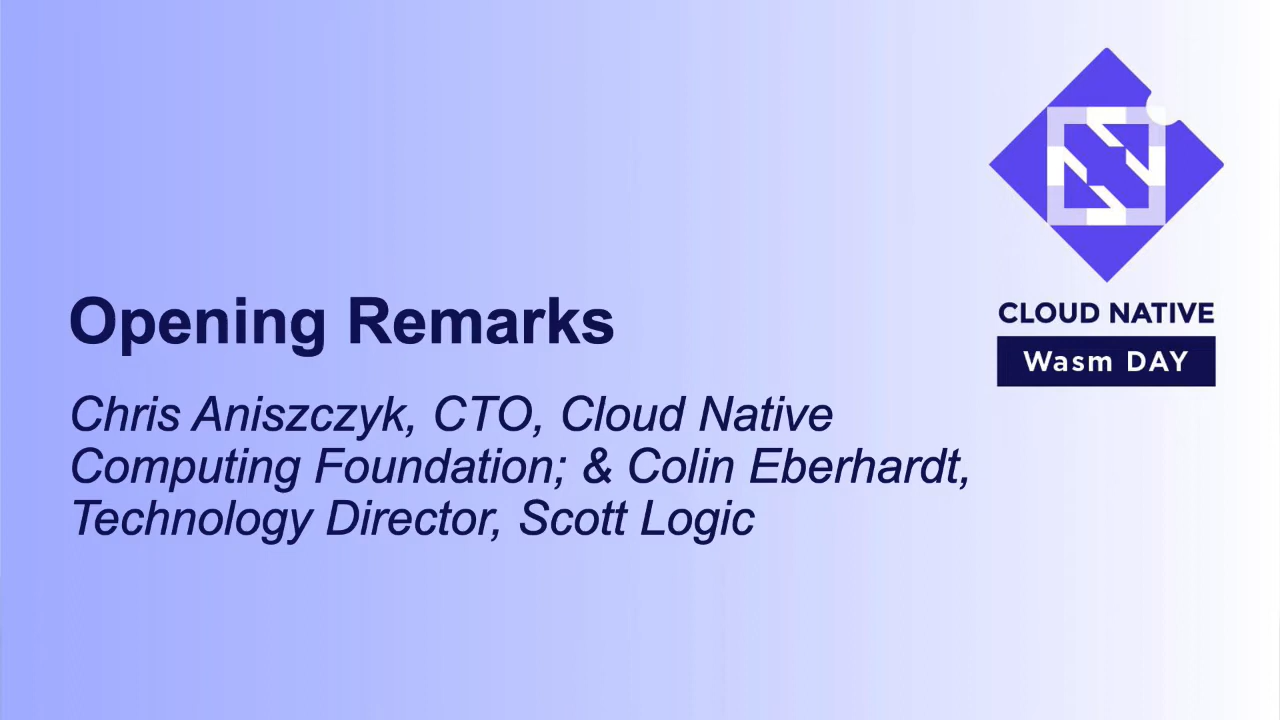 Opening Remarks
Chris Aniszczyk, CTO, Cloud Native
Computing Foundation; & Colin Eberhardt,
Technology Director, Scott Logic
CLOUD NATIVE
Wasm DAY